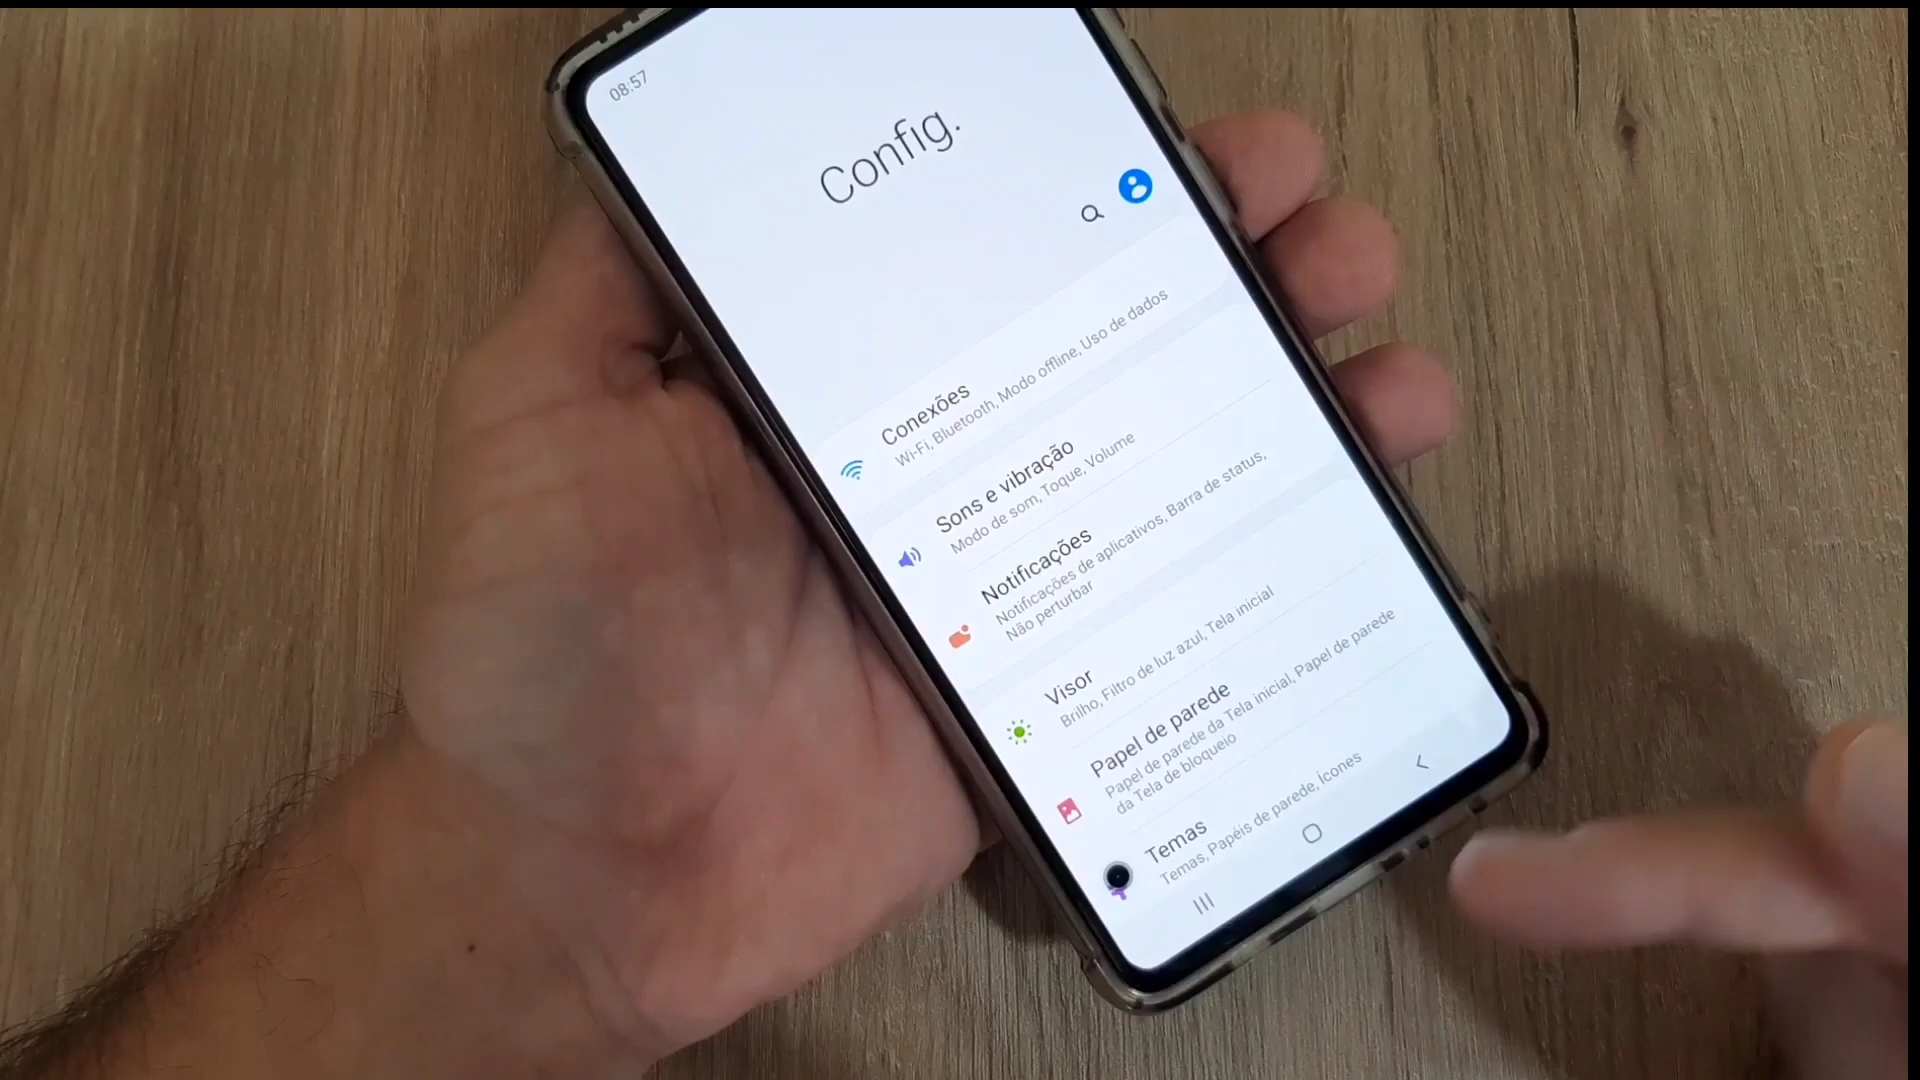 08:57
Config.
Conexões
Wi-Fi, Bluetooth, Modo offline, Uso de dados
Sons e vibração
Modo de som, Toque, Volume
Notificações
Notificações de aplicativos, Barra de status,
Não perturbar
Visor
Brilho, Filtro de luz azul, Tela inicial
Papel de parede
Papel de parede da Tela inicial, Papel de parede
da Tela de bloqueio
Temas
Temas, Papéis de parede, Ícones